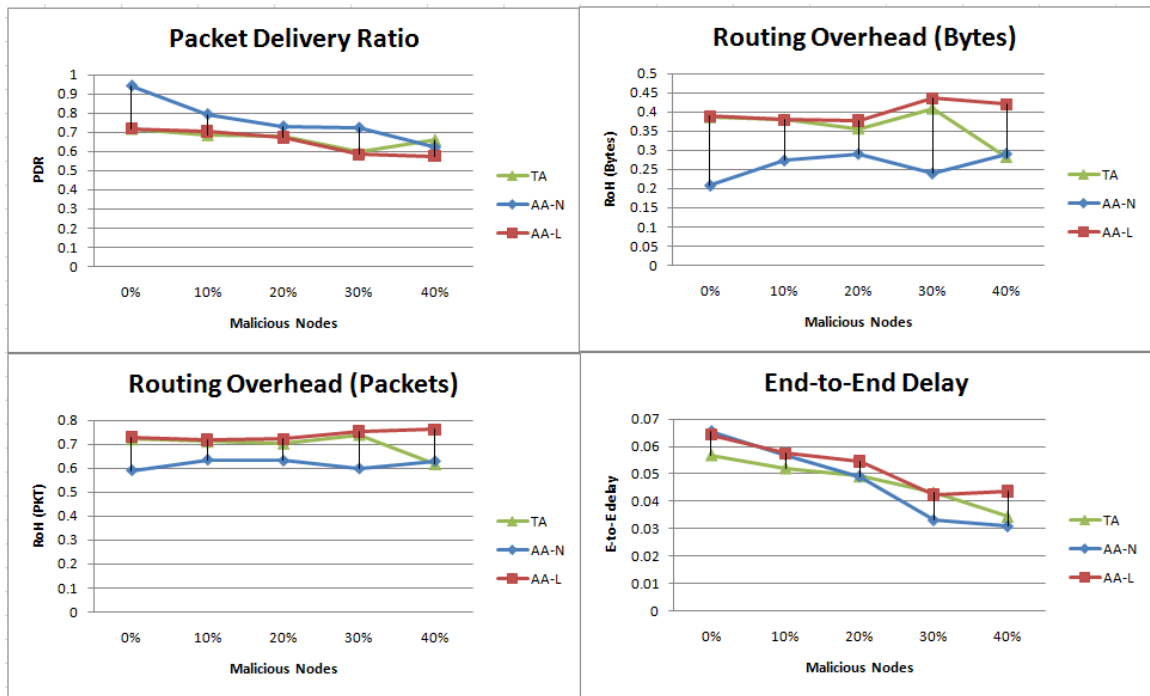 Packet Delivery Ratio
1
0.9
0.8
0.7
0.6
0.5
0.4
0.3
0.2
0.1
0
PDR
0% 10% 20% 30% 40%
Malicious Nodes
TA
AA-N
AA-L
Routing Overhead (Bytes)
0.5
0.45
0.4
0.35
0.3
0.25
0.2
0.15
0.1
0.05
0
RoH (Bytes)
0% 10% 20% 30% 40%
Malicious Nodes
TA
AA-N
AA-L
Routing Overhead (Packets)
0.8
0.7
0.6
0.5
0.4
0.3
0.2
0.1
0
RoH (PKT)
0% 10% 20% 30% 40%
Malicious Nodes
TA
AA-N
AA-L
End-to-End Delay
0.07
0.06
0.05
0.04
0.03
0.02
0.01
0
E-to-E delay
0% 10% 20% 30% 40%
Malicious Nodes
TA
AA-N
AA-L